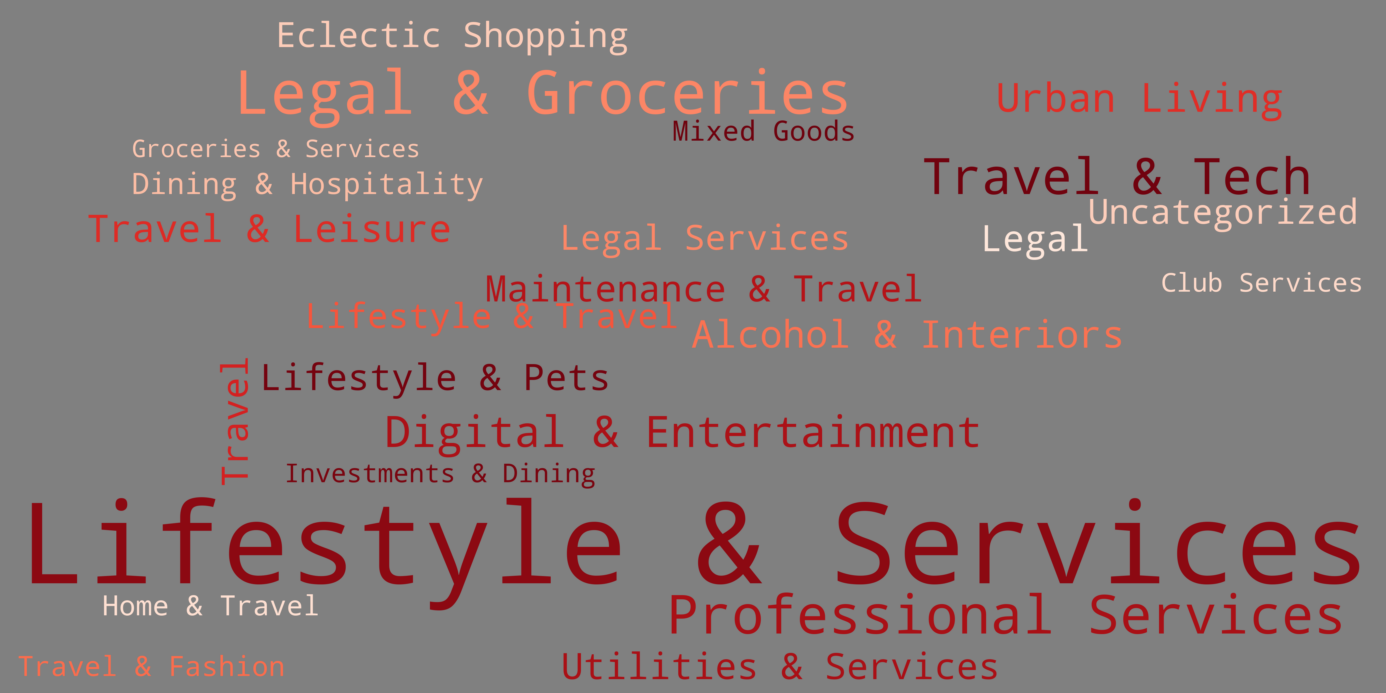 Eclectic Shopping
Legal & Groceries
Urban Living
Mixed Goods
Groceries & Services
Dining & Hospitality
Travel & Tech
Uncategorized
Travel & Leisure
Legal Services
Legal
Maintenance & Travel
Club Services
Lifestyle & Travel
Alcohol & Interiors
Travel
Lifestyle & Pets
Digital & Entertainment
Investments & Dining
Lifestyle & Services
Home & Travel
Professional Services
Travel & Fashion
Utilities & Services